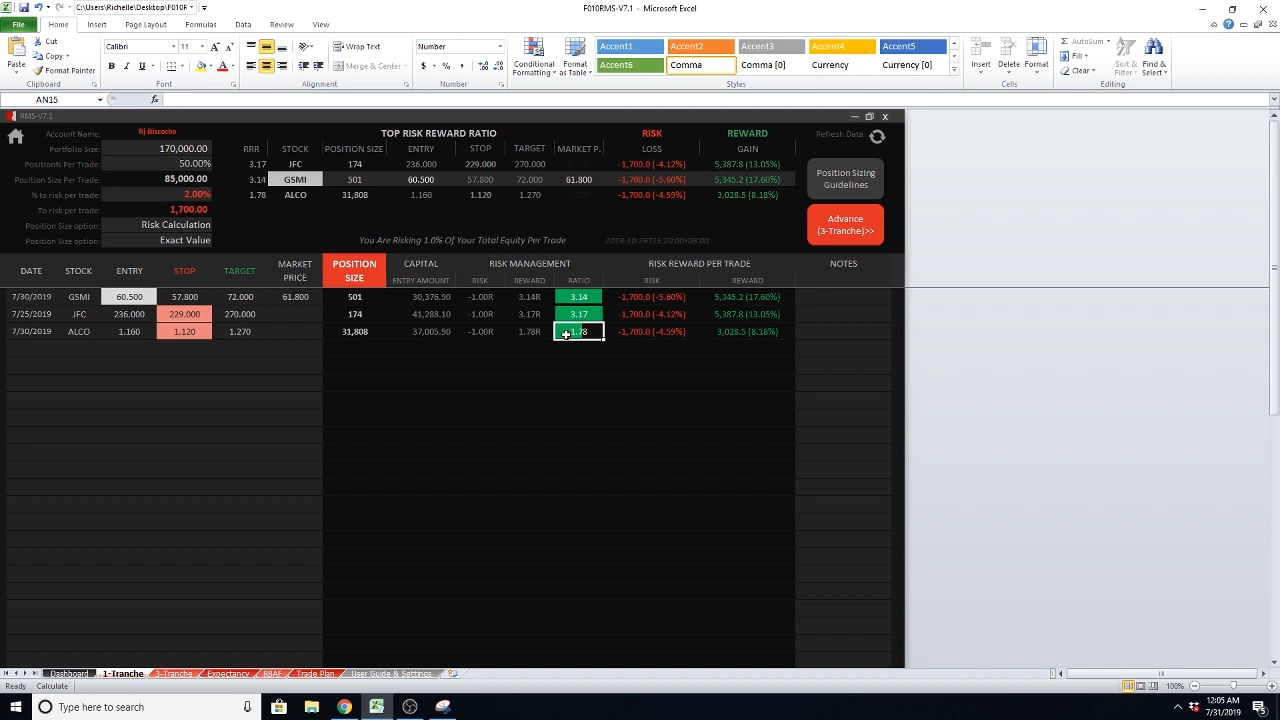 C:\Users\Richelle\Desktop\F010F
F010RMS-V7.1 - Microsoft Excel
File Home Insert Page Layout Formulas Data Review View
Paste Cut Copy Format Painter
Calibri 11 B I U
Wrap Text Merge & Center
Number $ % ,
Conditional Formatting Format as Table
Accent1 Accent2 Accent3 Accent4 Accent5
Accent6 Comma Comma [0] Currency Currency [0]
Insert Delete Format
AutoSum Fill Clear Sort & Filter Find & Select
Clipboard Font Alignment Number Styles Cells Editing
AN15 fx
RMS-V7.1
Account Name: Rj Biscocho TOP RISK REWARD RATIO RISK REWARD Refresh Data
Portfolio Size: 170,000.00 RRR STOCK POSITION SIZE ENTRY STOP TARGET MARKET P. LOSS GAIN
Position% Per Trade: 50.00% 3.17 JFC 174 236.000 229.000 270.000 -1,700.0 (-4.12%) 5,387.8 (13.05%)
Position Size Per Trade: 85,000.00 3.14 GSMI 501 60.500 57.800 72.000 61.800 -1,700.0 (-5.60%) 5,345.2 (17.60%)
% to risk per trade: 2.00% 1.78 ALCO 31,808 1.160 1.120 1.270 -1,700.0 (-4.59%) 3,028.5 (8.18%)
To risk per trade: 1,700.00
Position Size option: Risk Calculation
Position Size option: Exact Value You Are Risking 1.0% Of Your Total Equity Per Trade 2018-10-26T15:20:00+08:00
Position Sizing Guidelines
Advance (3-Tranche)>>
DATE STOCK ENTRY STOP TARGET MARKET PRICE POSITION SIZE CAPITAL RISK MANAGEMENT RISK REWARD PER TRADE NOTES
ENTRY AMOUNT RISK REWARD RATIO RISK REWARD
7/30/2019 GSMI 60.500 57.800 72.000 61.800 501 30,376.90 -1.00R 3.14R 3.14 -1,700.0 (-5.60%) 5,345.2 (17.60%)
7/25/2019 JFC 236.000 229.000 270.000 174 41,288.10 -1.00R 3.17R 3.17 -1,700.0 (-4.12%) 5,387.8 (13.05%)
7/30/2019 ALCO 1.160 1.120 1.270 31,808 37,005.90 -1.00R 1.78R 1.78 -1,700.0 (-4.59%) 3,028.5 (8.18%)
Dashboard 1-Tranche 3-Tranche Expectancy RBAF Trade Plan User Guide & Settings
Ready Calculate 100%
Type here to search
12:05 AM
7/31/2019